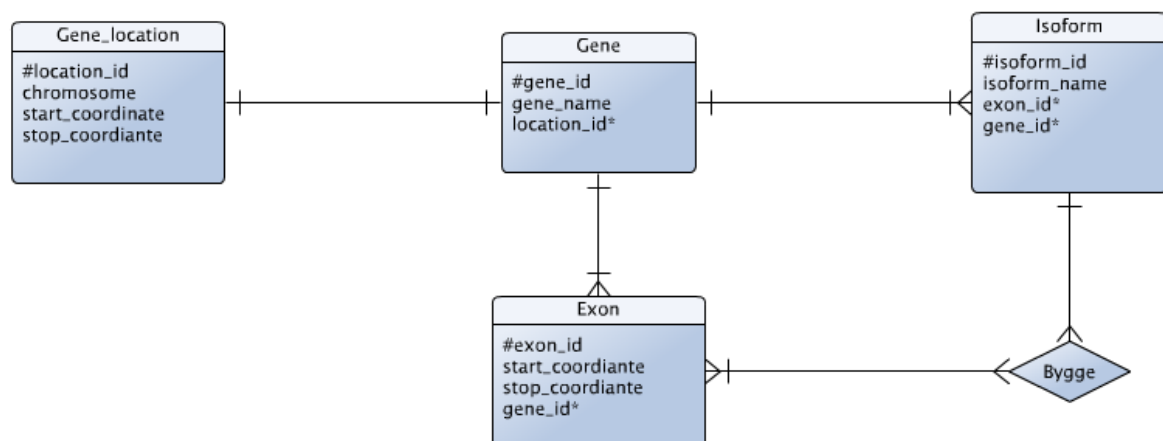 Gene_location
#location_id
chromosome
start_coordinate
stop_coordiante
Gene
#gene_id
gene_name
location_id*
Isoform
#isoform_id
isoform_name
exon_id*
gene_id*
Exon
#exon_id
start_coordiante
stop_coordiante
gene_id*
Bygge